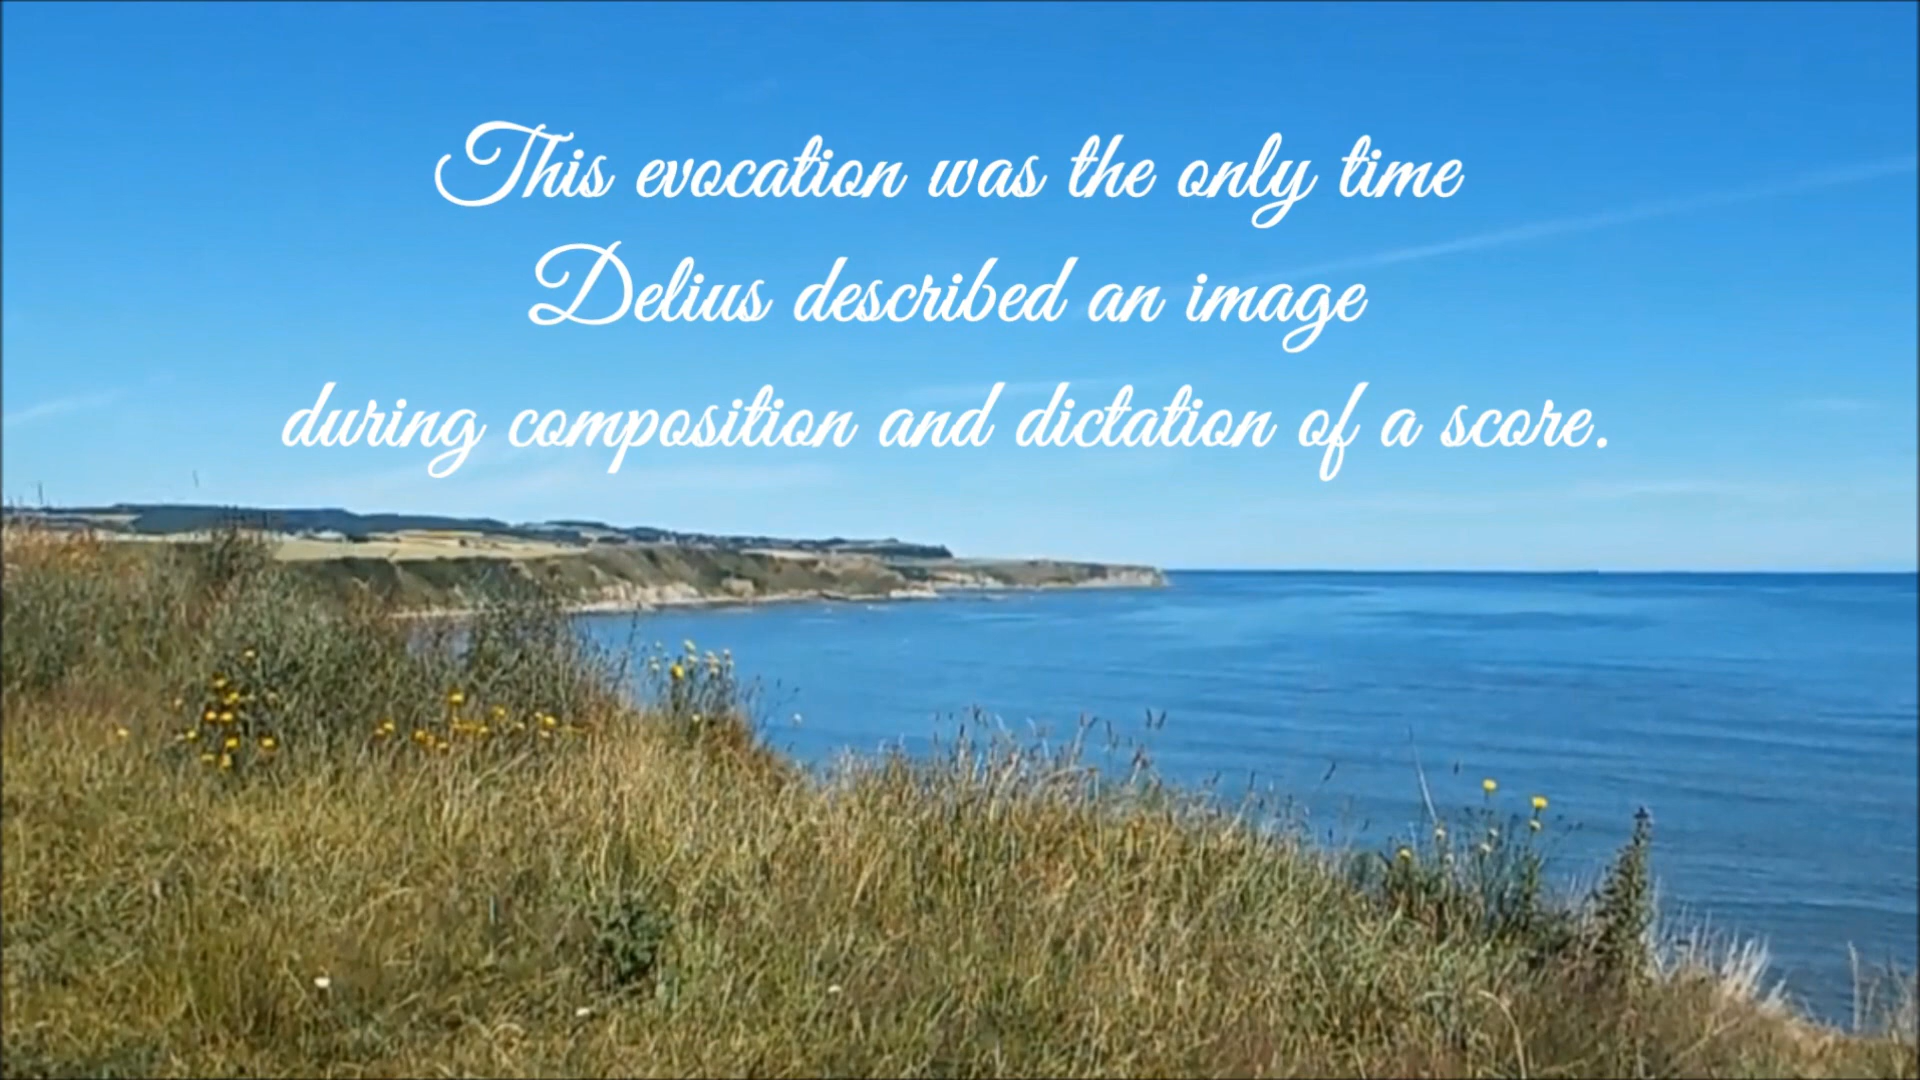 This evocation was the only time
Delius described an image
during composition and dictation of a score.